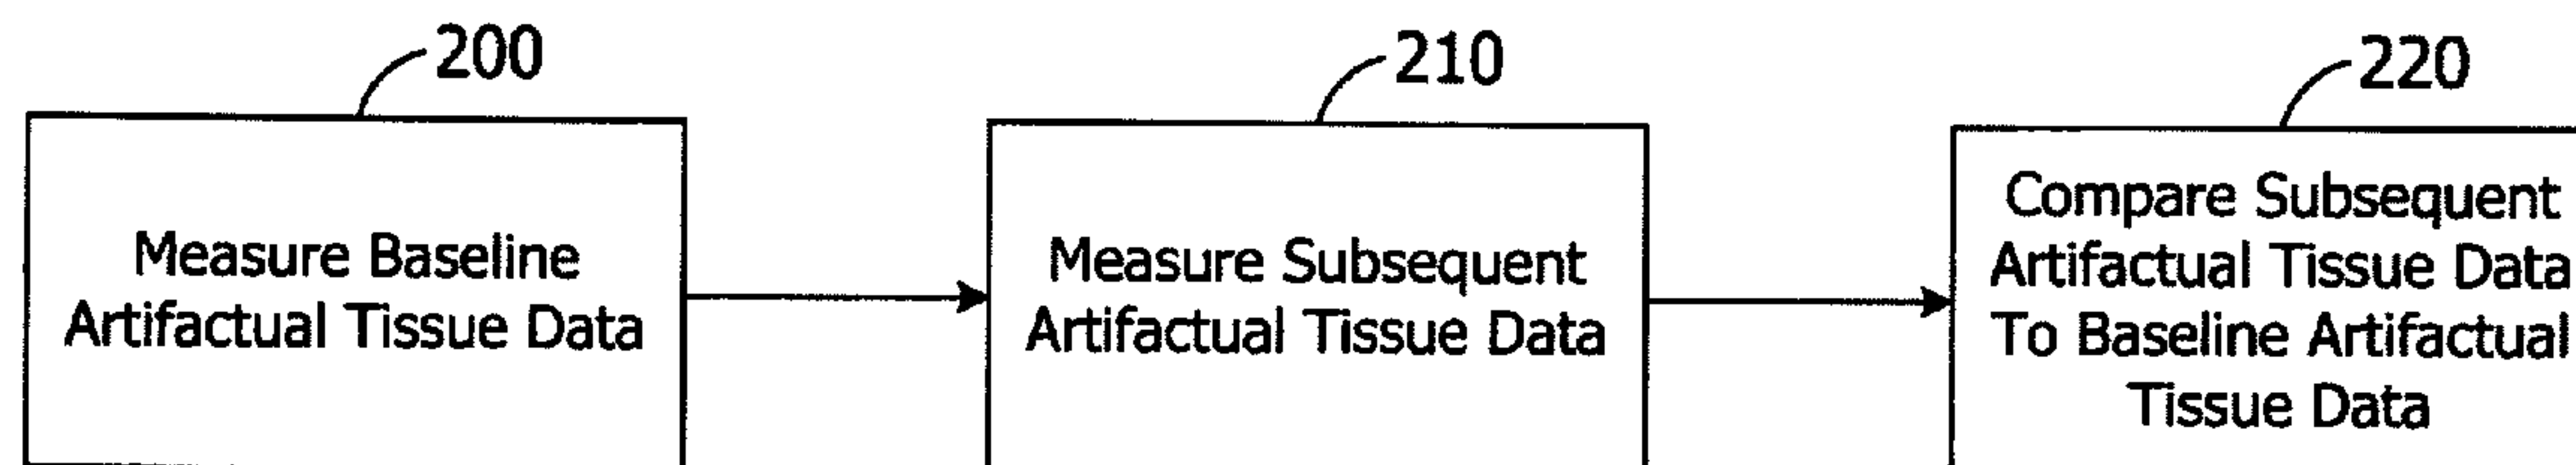 200
Measure Baseline
Artifactual Tissue Data
210
Measure Subsequent
Artifactual Tissue Data
220
Compare Subsequent
Artifactual Tissue Data
To Baseline Artifactual
Tissue Data